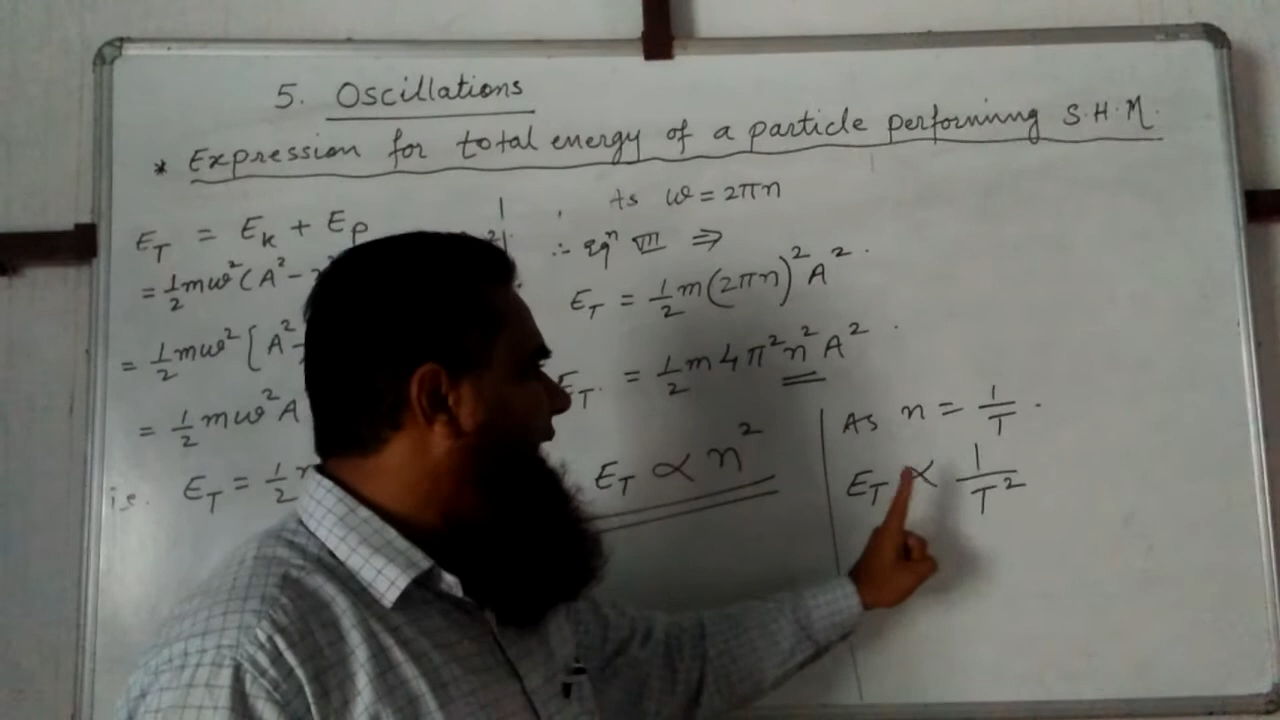 5. Oscillations
* Expression for total energy of a particle performing S.H.M.
E_T = E_K + E_P
= 1/2 mω² (A² -
= 1/2 mω² [A² -
= 1/2 mω² A
i.e. E_T = 1/2
As ω = 2πn
∴ eqⁿ VII ⇒
E_T = 1/2 m(2πn)² A².
E_T. = 1/2 m 4π² n² A².
E_T ∝ n²
As n = 1/T.
E_T ∝ 1/T²